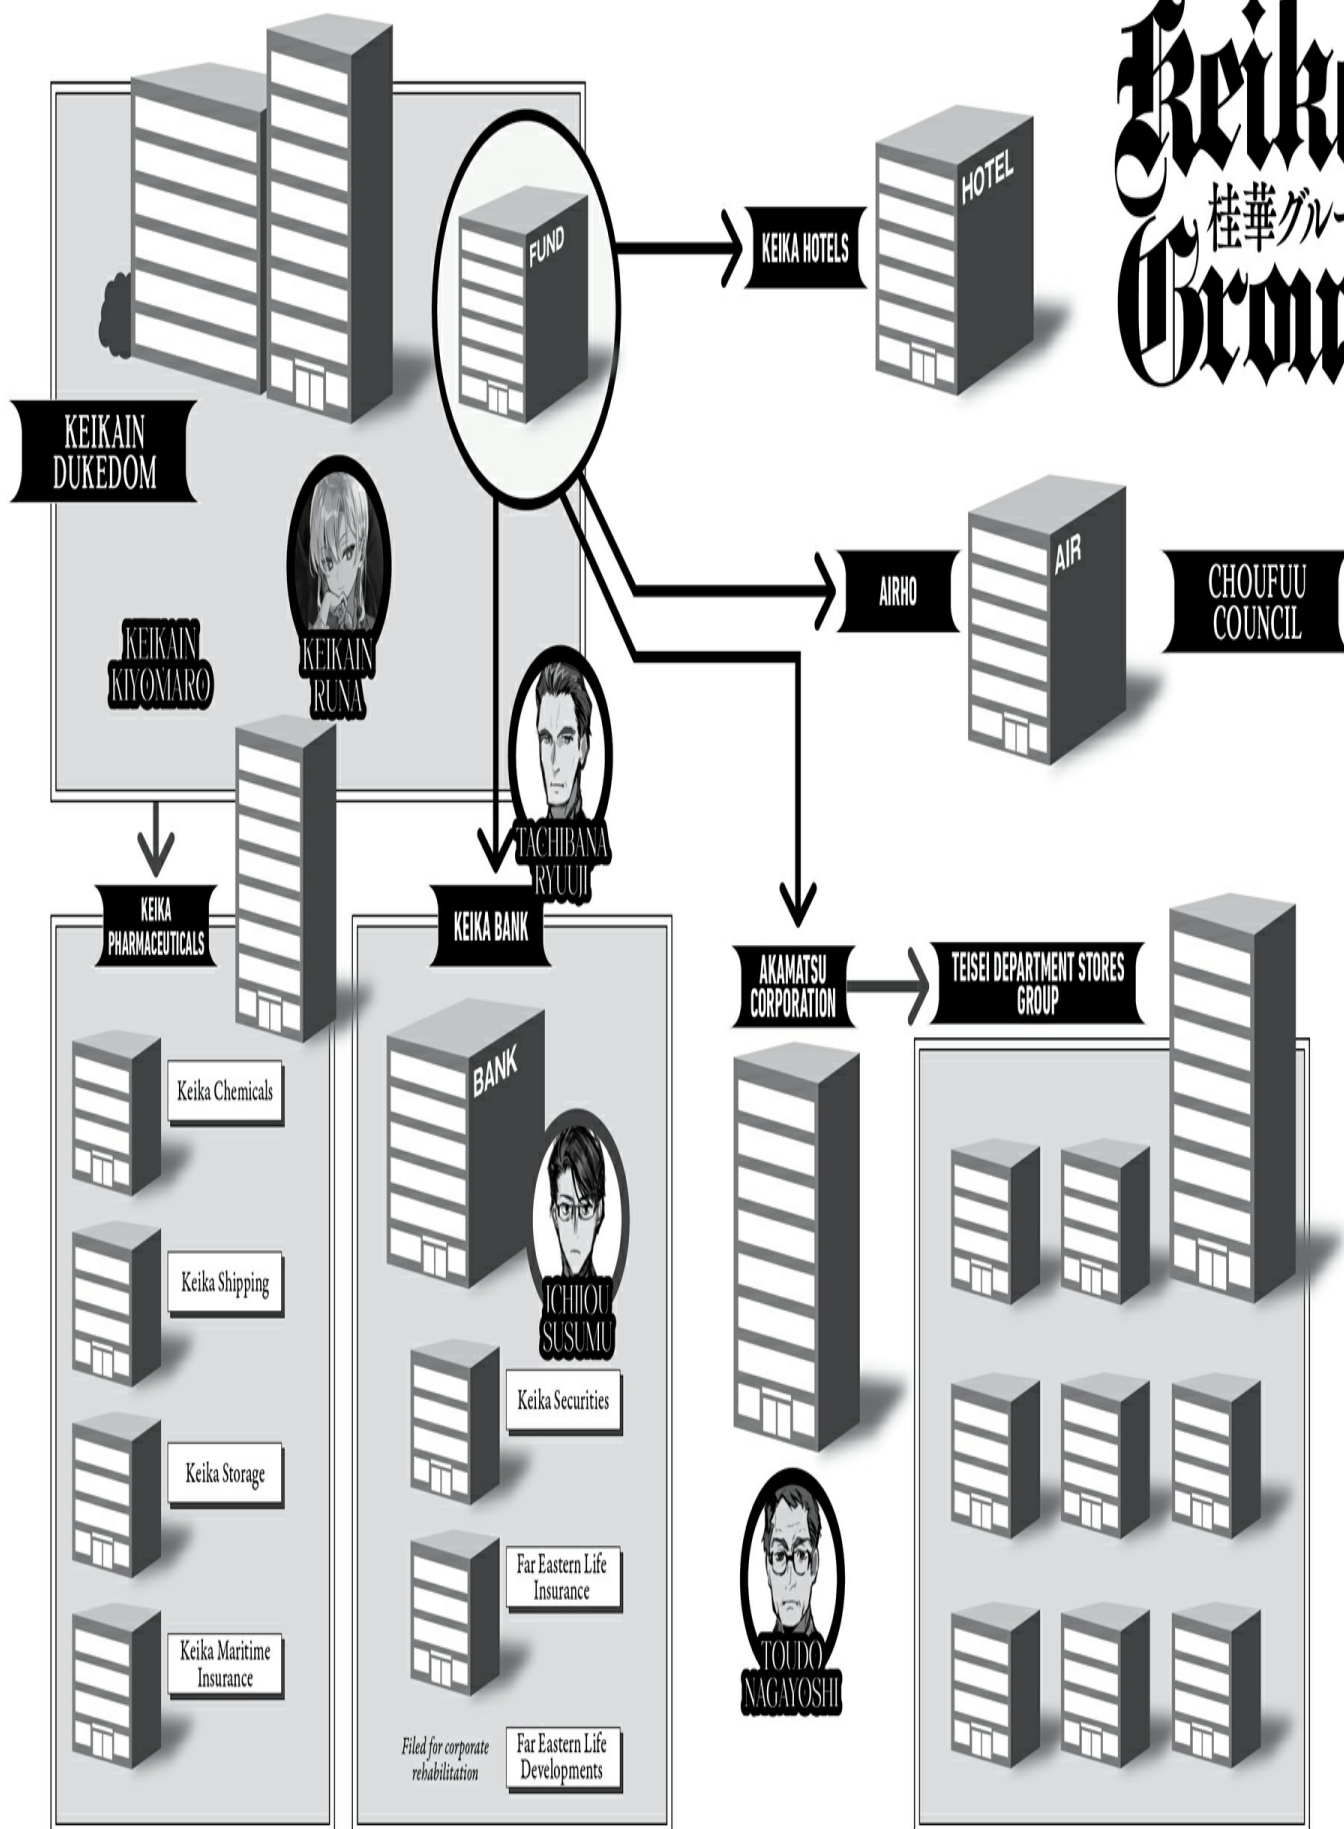 Keik
桂華グルー
Grou
FUND
HOTEL
KEIKA HOTELS
KEIKAIN
DUKEDOM
KEIKAIN
KIYOMARO
KEIKAIN
RUNA
AIR
AIRHO
CHOUFUU
COUNCIL
TACHIBANA
RYUUJI
KEIKA
PHARMACEUTICALS
Keika Chemicals
Keika Shipping
Keika Storage
Keika Maritime
Insurance
KEIKA BANK
BANK
ICHIJOU
SUSUMU
Keika Securities
Far Eastern Life
Insurance
Filed for corporate
rehabilitation
Far Eastern Life
Developments
AKAMATSU
CORPORATION
TOUDO
NAGAYOSHI
TEISEI DEPARTMENT STORES
GROUP